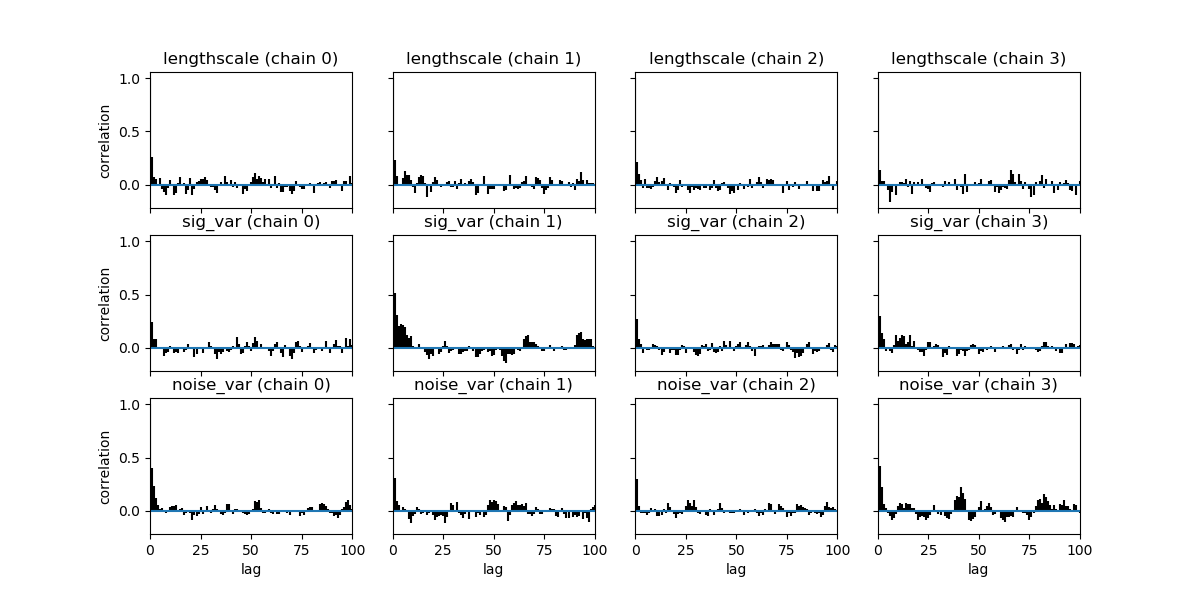 lengthscale (chain 0) lengthscale (chain 1) lengthscale (chain 2) lengthscale (chain 3)
1.0
correlation
0.5
0.0
sig_var (chain 0) sig_var (chain 1) sig_var (chain 2) sig_var (chain 3)
1.0
correlation
0.5
0.0
noise_var (chain 0) noise_var (chain 1) noise_var (chain 2) noise_var (chain 3)
1.0
correlation
0.5
0.0
0 25 50 75 100 0 25 50 75 100 0 25 50 75 100 0 25 50 75 100
lag lag lag lag